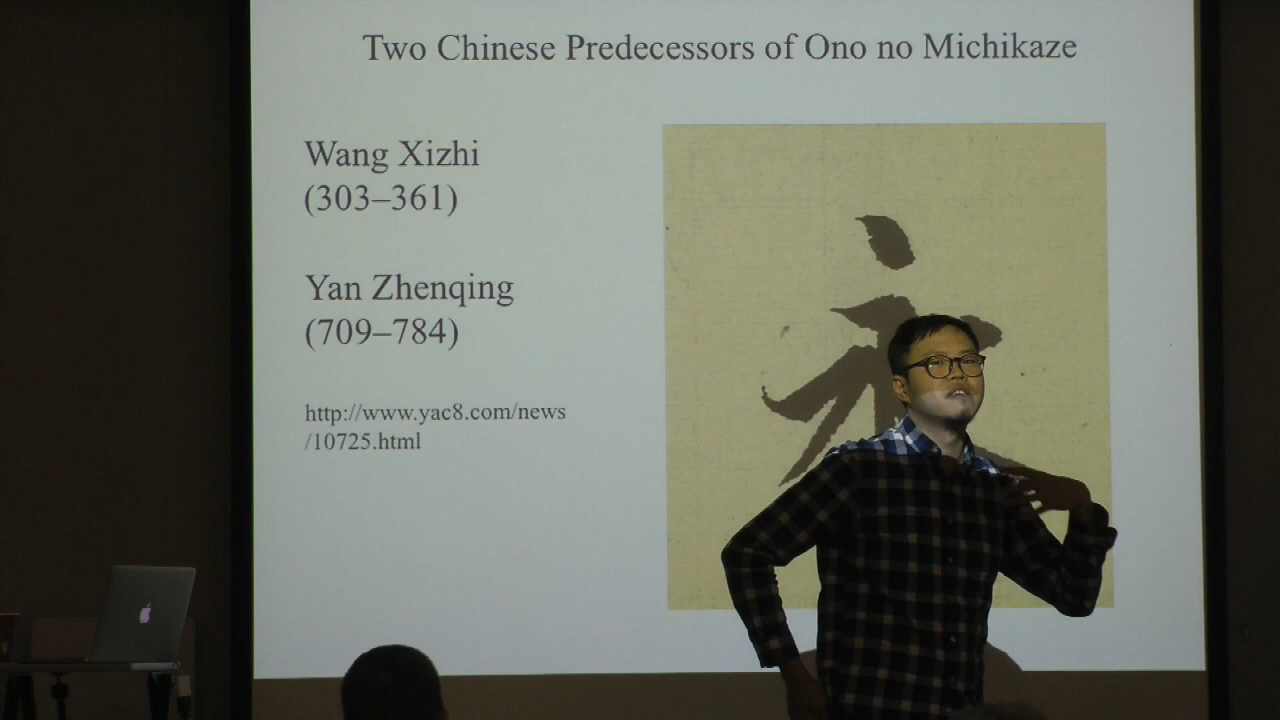 Two Chinese Predecessors of Ono no Michikaze
Wang Xizhi
(303–361)
Yan Zhenqing
(709–784)
http://www.yac8.com/news
/10725.html
永